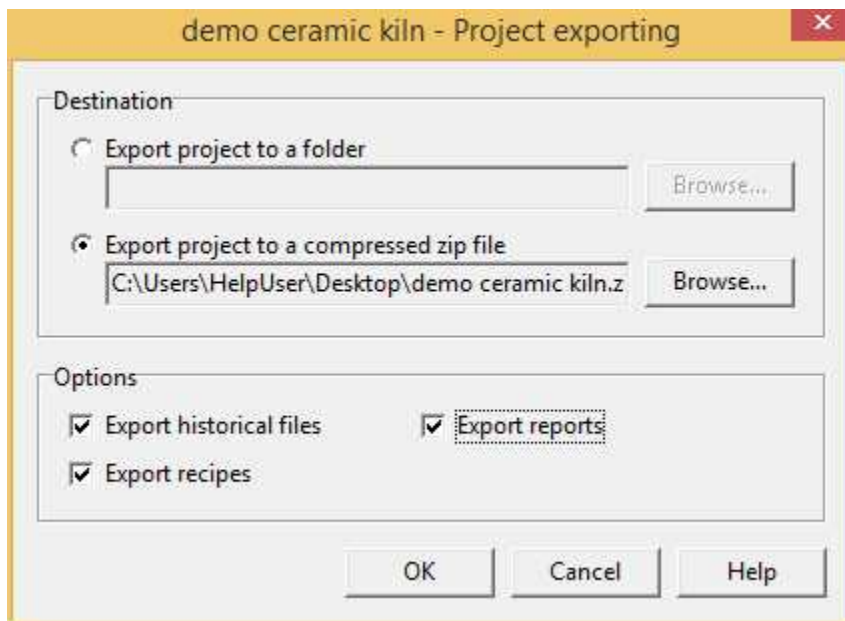 demo ceramic kiln - Project exporting
Destination
Export project to a folder
Browse...
Export project to a compressed zip file
C:\Users\HelpUser\Desktop\demo ceramic kiln.z
Browse...
Options
Export historical files
Export reports
Export recipes
OK
Cancel
Help